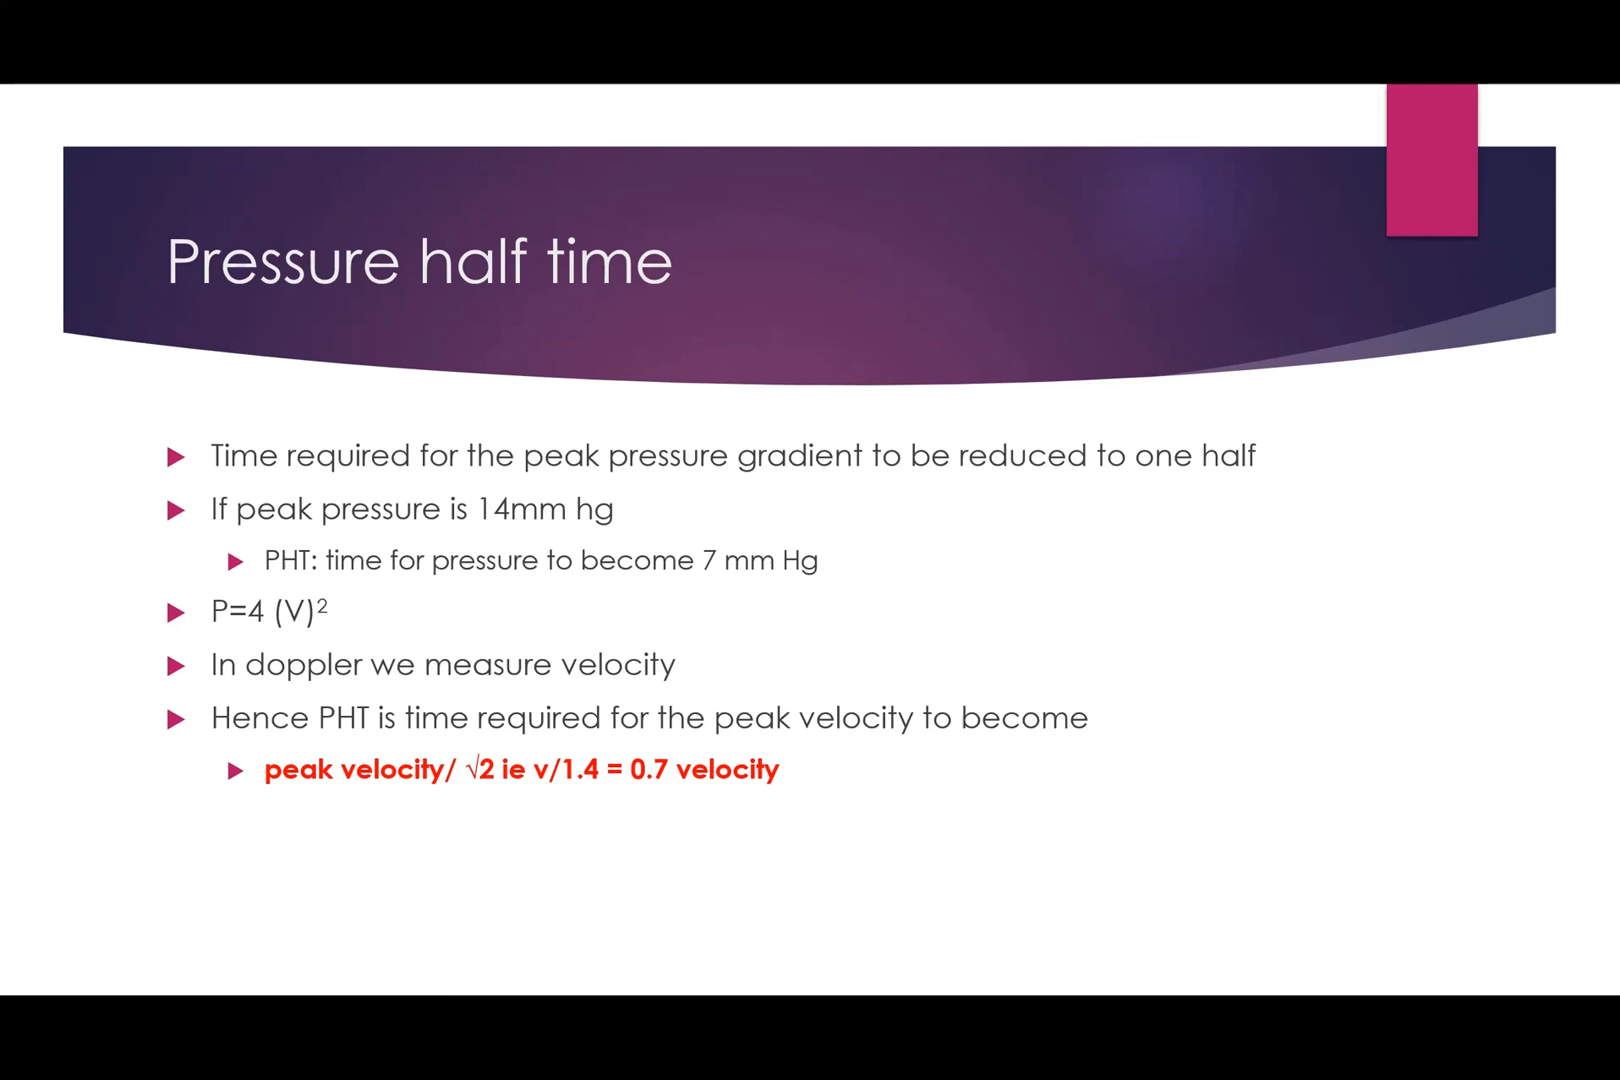 Pressure half time
Time required for the peak pressure gradient to be reduced to one half
If peak pressure is 14mm hg
PHT: time for pressure to become 7 mm Hg
P=4 (V)²
In doppler we measure velocity
Hence PHT is time required for the peak velocity to become
peak velocity/ √2 ie v/1.4 = 0.7 velocity